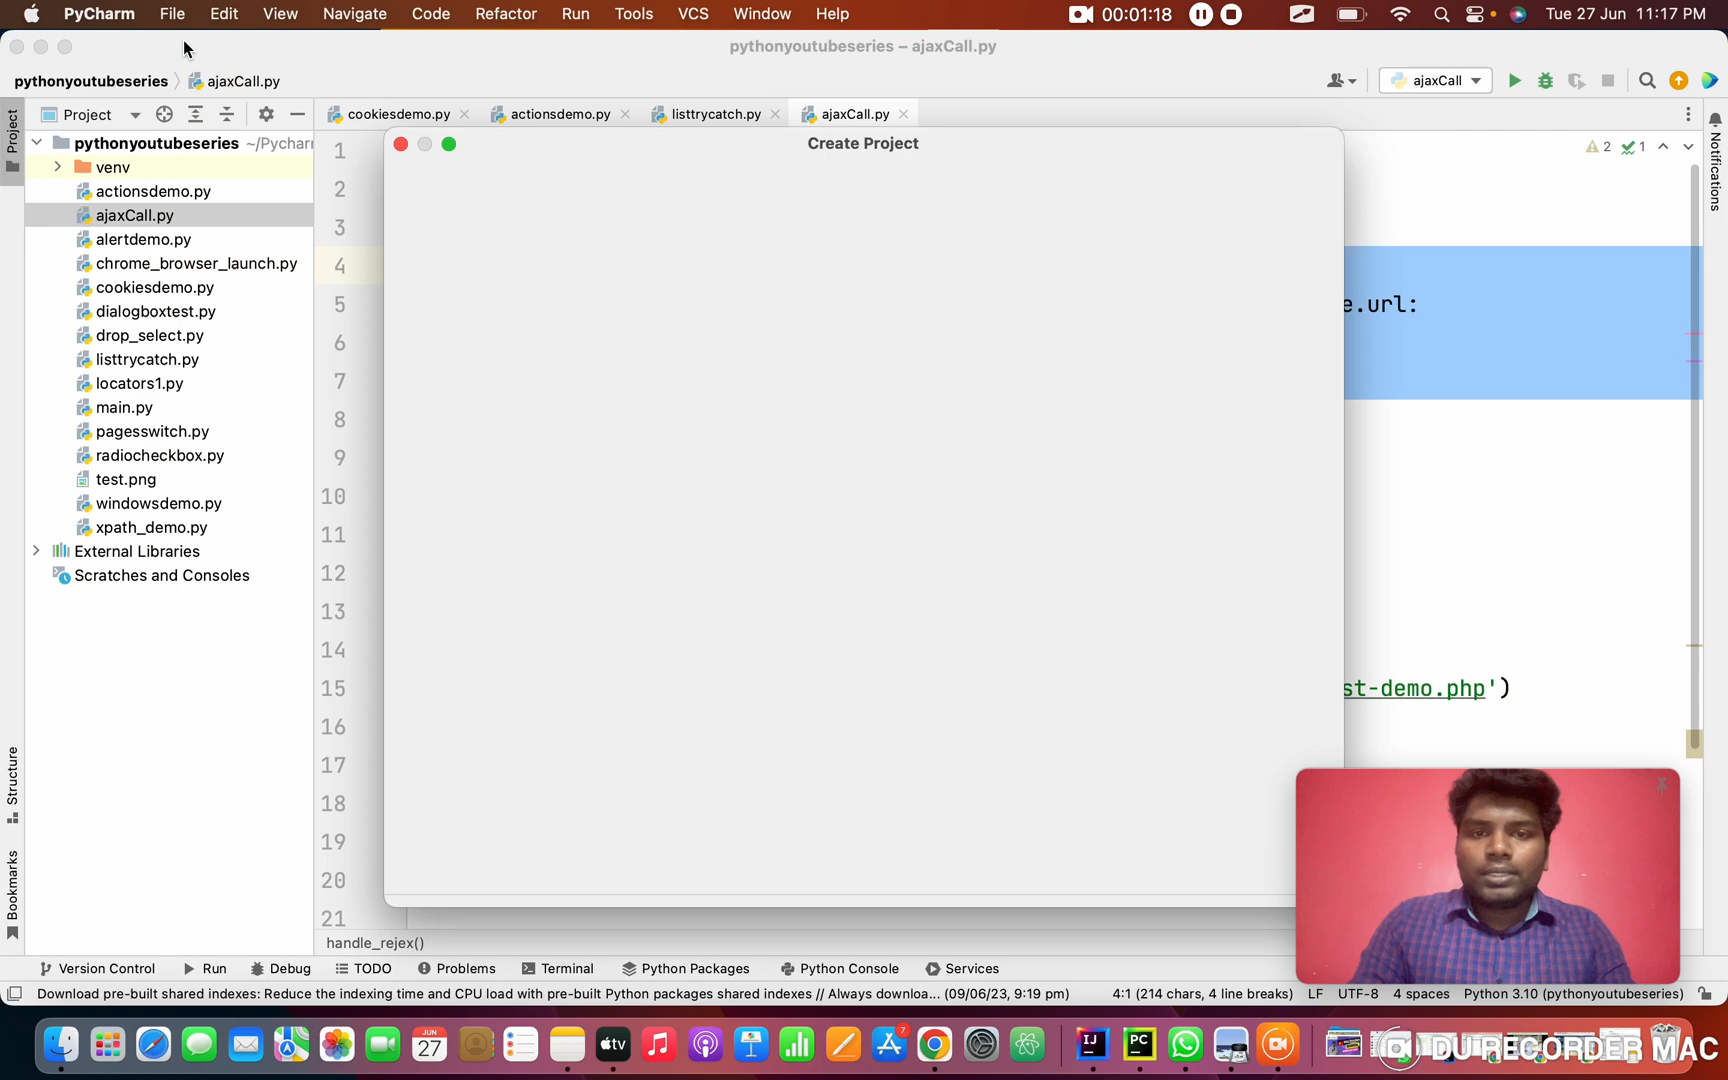 PyCharm File Edit View Navigate Code Refactor Run Tools VCS Window Help 00:01:18 Tue 27 Jun 11:17 PM
pythonyoutubeseries – ajaxCall.py
pythonyoutubeseries ajaxCall.py ajaxCall
Project cookiesdemo.py actionsdemo.py listtrycatch.py ajaxCall.py
Project
Notifications
Structure
Bookmarks
pythonyoutubeseries ~/Pycharm
venv
actionsdemo.py
ajaxCall.py
alertdemo.py
chrome_browser_launch.py
cookiesdemo.py
dialogboxtest.py
drop_select.py
listtrycatch.py
locators1.py
main.py
pagesswitch.py
radiocheckbox.py
test.png
windowsdemo.py
xpath_demo.py
External Libraries
Scratches and Consoles
Create Project
2 1
1
2
3
4
5
e.url:
6
7
8
9
10
11
12
13
14
15
st-demo.php')
16
17
18
19
20
21
handle_rejex()
Version Control Run Debug TODO Problems Terminal Python Packages Python Console Services
Download pre-built shared indexes: Reduce the indexing time and CPU load with pre-built Python packages shared indexes // Always downloa... (09/06/23, 9:19 pm) 4:1 (214 chars, 4 line breaks) LF UTF-8 4 spaces Python 3.10 (pythonyoutubeseries)
JUN
27
tv
7
IJ
PC
DU RECORDER MAC